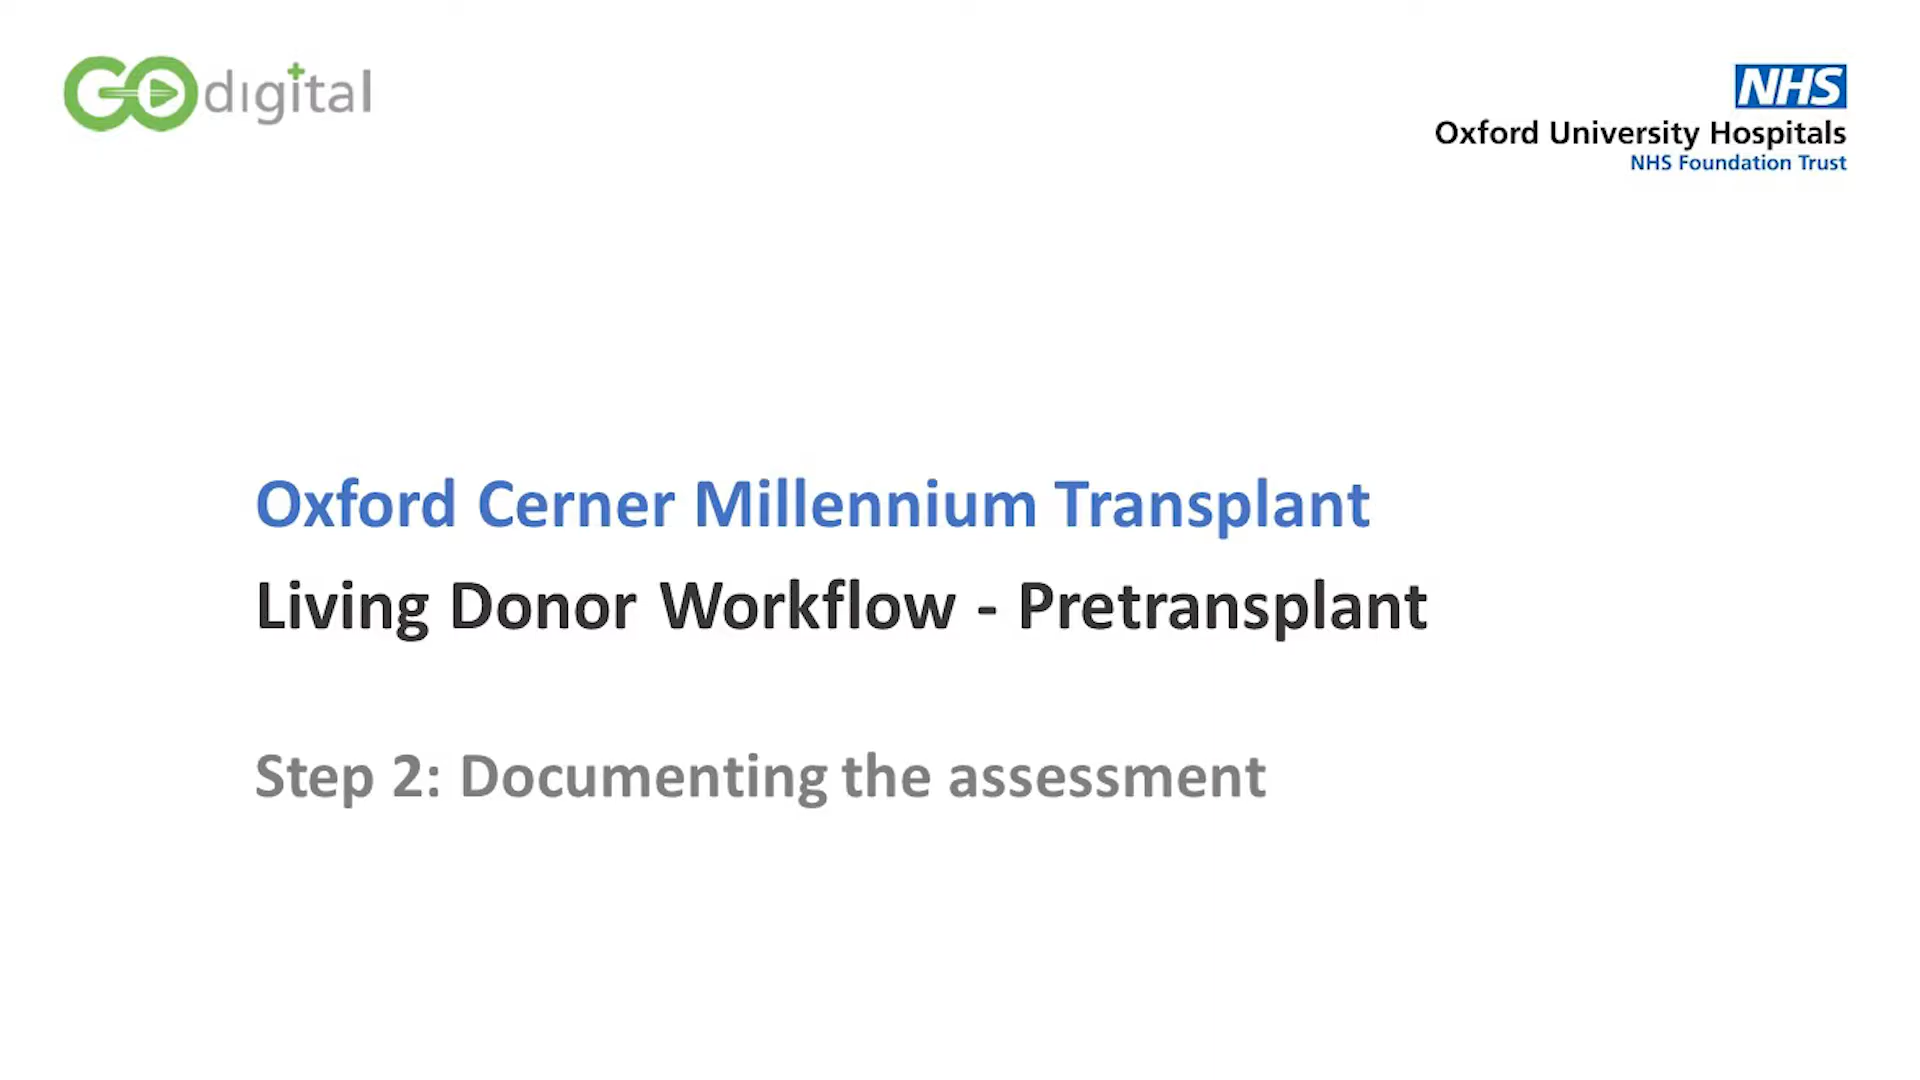 GO digital
NHS
Oxford University Hospitals
NHS Foundation Trust
Oxford Cerner Millennium Transplant
Living Donor Workflow - Pretransplant
Step 2: Documenting the assessment